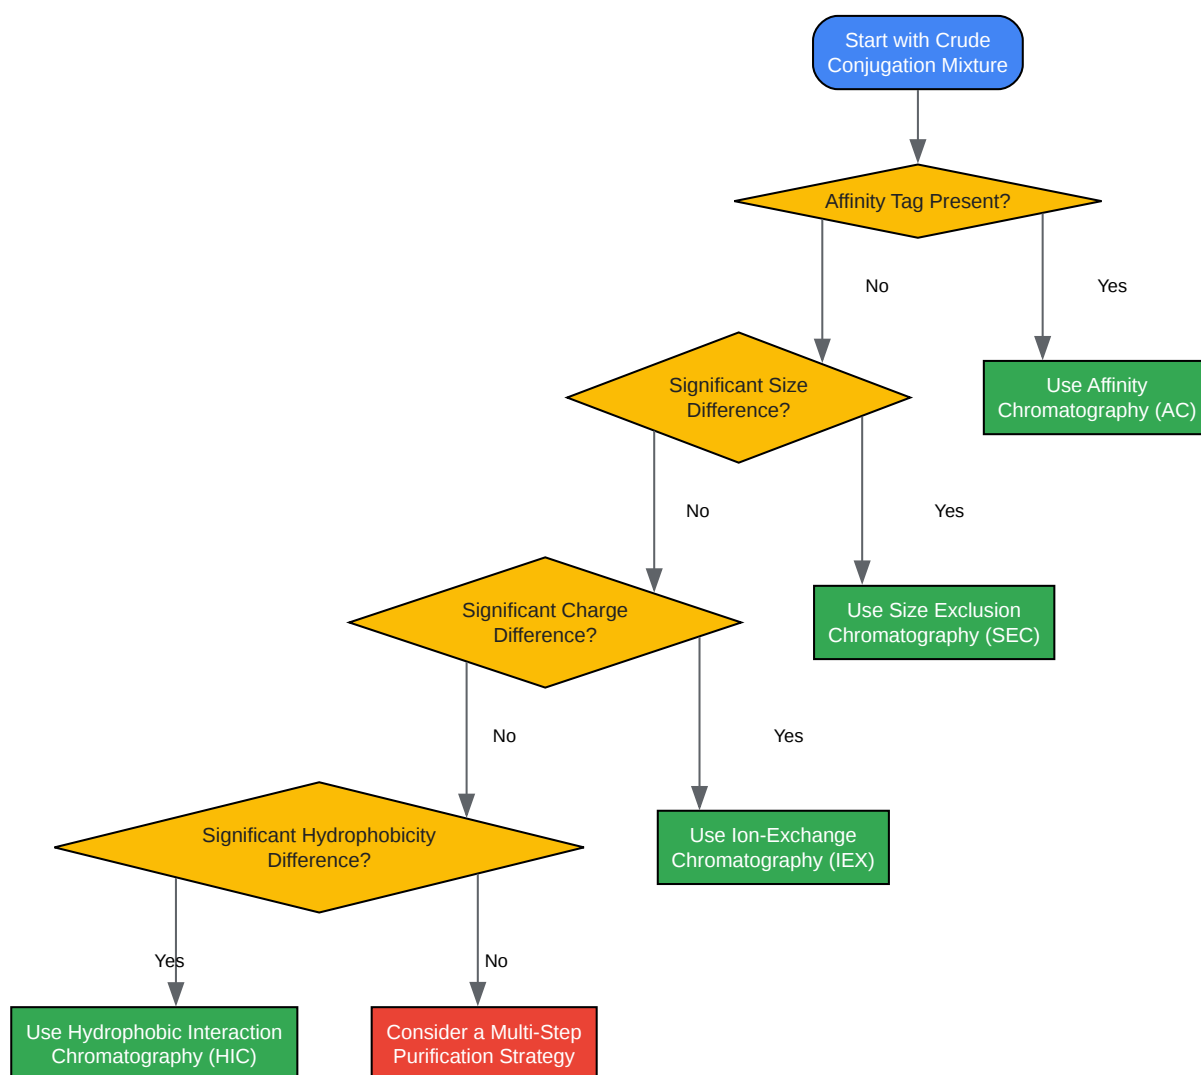 Start with Crude
Conjugation Mixture
Affinity Tag Present?
No
Yes
Significant Size
Difference?
Use Affinity
Chromatography (AC)
No
Yes
Significant Charge
Difference?
Use Size Exclusion
Chromatography (SEC)
No
Yes
Significant Hydrophobicity
Difference?
Use Ion-Exchange
Chromatography (IEX)
Yes
No
Use Hydrophobic Interaction
Chromatography (HIC)
Consider a Multi-Step
Purification Strategy